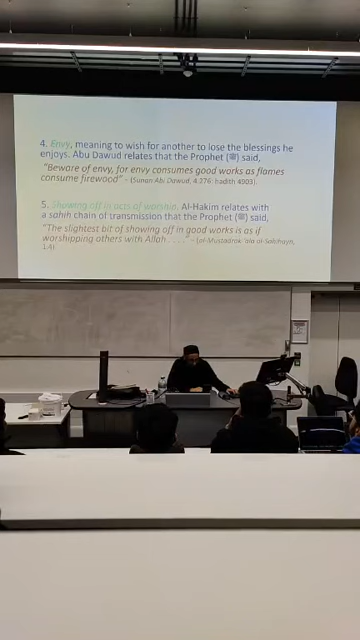 4. Envy, meaning to wish for another to lose the blessings he
enjoys. Abu Dawud relates that the Prophet (ﷺ) said,
"Beware of envy, for envy consumes good works as flames
consume firewood" - (Sunan Abi Dawud, 4.276: hadith 4903).
5. Showing off in acts of worship. Al-Hakim relates with
a sahih chain of transmission that the Prophet (ﷺ) said,
"The slightest bit of showing off in good works is as if
worshipping others with Allah . . . ." - (al-Mustadrak 'ala al-Sahihayn,
1.4).